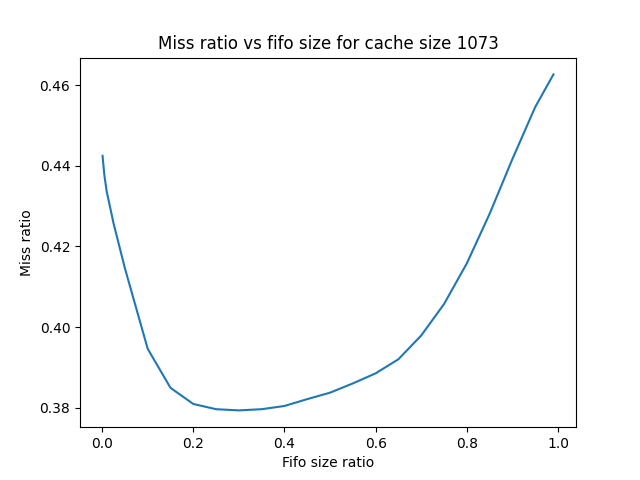 Miss ratio vs fifo size for cache size 1073
0.46
0.44
0.42
0.40
0.38
Miss ratio
0.0 0.2 0.4 0.6 0.8 1.0
Fifo size ratio